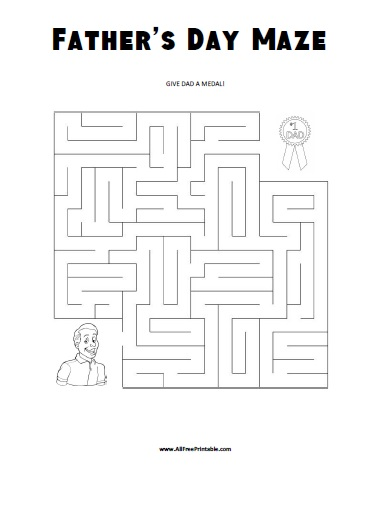 FATHER'S DAY MAZE
GIVE DAD A MEDAL!
#1
DAD
www.AllFreePrintable.com